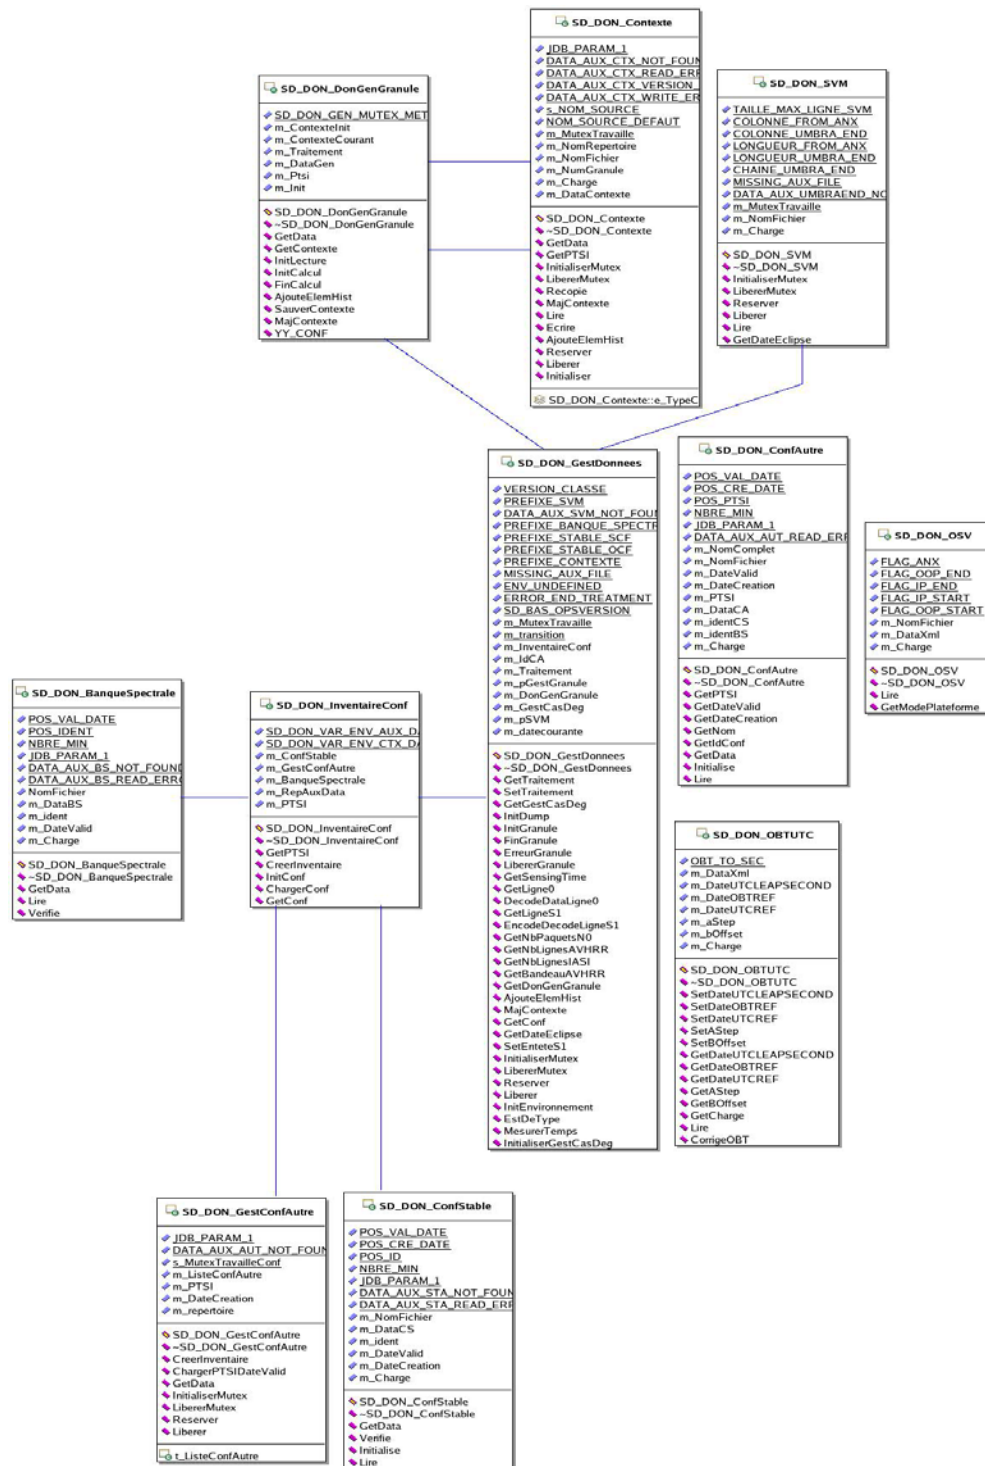 SD_DON_Contexte
JDB_PARAM_1
DATA_AUX_CTX_NOT_FOUN
DATA_AUX_CTX_READ_ERR
DATA_AUX_CTX_VERSION_
DATA_AUX_CTX_WRITE_ER
s_NOM_SOURCE
NOM_SOURCE_DEFAUT
m_MutexTravaille
m_NomRepertoire
m_NomFichier
m_NumGranule
m_Charge
m_DataContexte
SD_DON_Contexte
~SD_DON_Contexte
GetData
GetPTSI
InitialiserMutex
LibererMutex
Recopie
MajContexte
Lire
Ecrire
AjouteElemHist
Reserver
Liberer
Initialiser
SD_DON_Contexte::e_TypeC
SD_DON_DonGenGranule
SD_DON_GEN_MUTEX_MET
m_ContexteInit
m_ContexteCourant
m_Traitement
m_DataGen
m_Ptsi
m_Init
SD_DON_DonGenGranule
~SD_DON_DonGenGranule
GetData
GetContexte
InitLecture
InitCalcul
FinCalcul
AjouteElemHist
SauverContexte
MajContexte
YY_CONF
SD_DON_SVM
TAILLE_MAX_LIGNE_SVM
COLONNE_FROM_ANX
COLONNE_UMBRA_END
LONGUEUR_FROM_ANX
LONGUEUR_UMBRA_END
CHAINE_UMBRA_END
MISSING_AUX_FILE
DATA_AUX_UMBRAEND_NO
m_MutexTravaille
m_NomFichier
m_Charge
SD_DON_SVM
~SD_DON_SVM
InitialiserMutex
LibererMutex
Reserver
Liberer
Lire
GetDateEclipse
SD_DON_GestDonnees
VERSION_CLASSE
PREFIXE_SVM
DATA_AUX_SVM_NOT_FOU
PREFIXE_BANQUE_SPECTR
PREFIXE_STABLE_SCF
PREFIXE_STABLE_OCF
PREFIXE_CONTEXTE
MISSING_AUX_FILE
ENV_UNDEFINED
ERROR_END_TREATMENT
SD_BAS_OPSVERSION
m_MutexTravaille
m_transition
m_InventaireConf
m_IdCA
m_Traitement
m_pGestGranule
m_DonGenGranule
m_GestCasDeg
m_pSVM
m_datecourante
SD_DON_GestDonnees
~SD_DON_GestDonnees
GetTraitement
SetTraitement
GetGestCasDeg
InitDump
InitGranule
FinGranule
ErreurGranule
LibererGranule
GetSensingTime
GetLigne0
DecodeDataLigne0
GetLigneS1
EncodeDecodeLigneS1
GetNbPaquetsN0
GetNbLignesAVHRR
GetNbLignesIASI
GetBandeauAVHRR
GetDonGenGranule
AjouteElemHist
MajContexte
GetConf
GetDateEclipse
SetEnteteS1
InitialiserMutex
LibererMutex
Reserver
Liberer
InitEnvironnement
EstDeType
MesurerTemps
InitialiserGestCasDeg
SD_DON_ConfAutre
POS_VAL_DATE
POS_CRE_DATE
POS_PTSI
NBRE_MIN
JDB_PARAM_1
DATA_AUX_AUT_READ_ERF
m_NomComplet
m_NomFichier
m_DateValid
m_DateCreation
m_PTSI
m_DataCA
m_identCS
m_identBS
m_Charge
SD_DON_ConfAutre
~SD_DON_ConfAutre
GetPTSI
GetDateValid
GetDateCreation
GetNom
GetIdConf
GetData
Initialise
Lire
SD_DON_OSV
FLAG_ANX
FLAG_OOP_END
FLAG_IP_END
FLAG_IP_START
FLAG_OOP_START
m_NomFichier
m_DataXml
m_Charge
SD_DON_OSV
~SD_DON_OSV
Lire
GetModePlateforme
SD_DON_BanqueSpectrale
POS_VAL_DATE
POS_IDENT
NBRE_MIN
JDB_PARAM_1
DATA_AUX_BS_NOT_FOUND
DATA_AUX_BS_READ_ERRO
NomFichier
m_DataBS
m_ident
m_DateValid
m_Charge
SD_DON_BanqueSpectrale
~SD_DON_BanqueSpectrale
GetData
Lire
Verifie
SD_DON_InventaireConf
SD_DON_VAR_ENV_AUX_DA
SD_DON_VAR_ENV_CTX_DA
m_ConfStable
m_GestConfAutre
m_BanqueSpectrale
m_RepAuxData
m_PTSI
SD_DON_InventaireConf
~SD_DON_InventaireConf
GetPTSI
CreerInventaire
InitConf
ChargerConf
GetConf
SD_DON_OBTUTC
OBT_TO_SEC
m_DataXml
m_DateUTCLEAPSECOND
m_DateOBTREF
m_DateUTCREF
m_aStep
m_bOffset
m_Charge
SD_DON_OBTUTC
~SD_DON_OBTUTC
SetDateUTCLEAPSECOND
SetDateOBTREF
SetDateUTCREF
SetAStep
SetBOffset
GetDateUTCLEAPSECOND
GetDateOBTREF
GetDateUTCREF
GetAStep
GetBOffset
GetCharge
Lire
CorrigeOBT
SD_DON_GestConfAutre
JDB_PARAM_1
DATA_AUX_AUT_NOT_FOUN
s_MutexTravailleConf
m_ListeConfAutre
m_PTSI
m_DateCreation
m_repertoire
SD_DON_GestConfAutre
~SD_DON_GestConfAutre
CreerInventaire
ChargerPTSIDateValid
GetData
InitialiserMutex
LibererMutex
Reserver
Liberer
t_ListeConfAutre
SD_DON_ConfStable
POS_VAL_DATE
POS_CRE_DATE
POS_ID
NBRE_MIN
JDB_PARAM_1
DATA_AUX_STA_NOT_FOUN
DATA_AUX_STA_READ_ERF
m_NomFichier
m_DataCS
m_ident
m_DateValid
m_DateCreation
m_Charge
SD_DON_ConfStable
~SD_DON_ConfStable
GetData
Verifie
Initialise
Lire